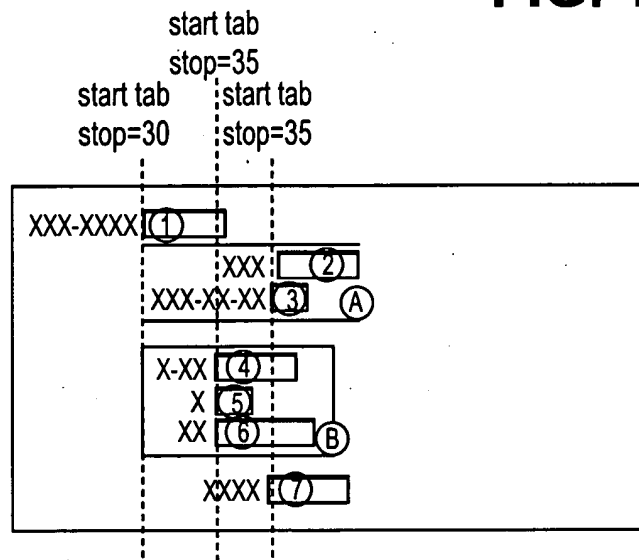 start tab
stop=35
start tab
stop=30
start tab
stop=35
XXX-XXXX 1
XXX 2
XXX-XX-XX 3 A
X-XX 4
X 5
XX 6 B
XXXX 7